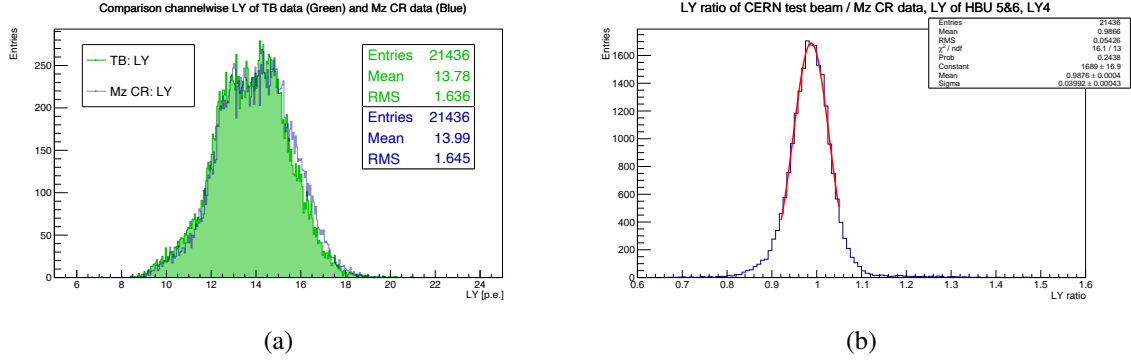 Comparison channelwise LY of TB data (Green) and Mz CR data (Blue)
Entries
TB: LY
Mz CR: LY
Entries 21436
Mean 13.78
RMS 1.636
Entries 21436
Mean 13.99
RMS 1.645
250
200
150
100
50
0
6 8 10 12 14 16 18 20 22 24
LY [p.e.]
(a)
LY ratio of CERN test beam / Mz CR data, LY of HBU 5&6, LY4
Entries
Entries 21436
Mean 0.9866
RMS 0.05426
χ² / ndf 16.1 / 13
Prob 0.2438
Constant 1689 ± 16.9
Mean 0.9876 ± 0.0004
Sigma 0.03992 ± 0.00043
1600
1400
1200
1000
800
600
400
200
0
0.6 0.7 0.8 0.9 1 1.1 1.2 1.3 1.4 1.5 1.6
LY ratio
(b)